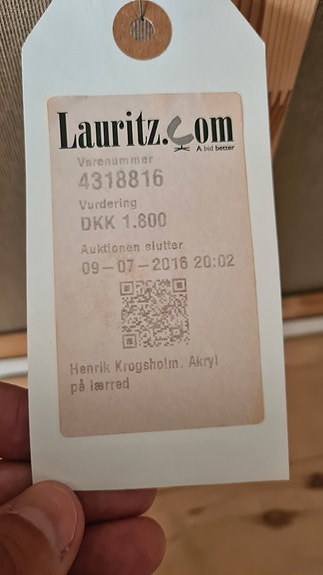 Lauritz.Com
A bid better
Varenummer
4318816
Vurdering
DKK 1.800
Auktionen slutter
09-07-2016 20:02
Henrik Krogsholm. Akryl
på lærred